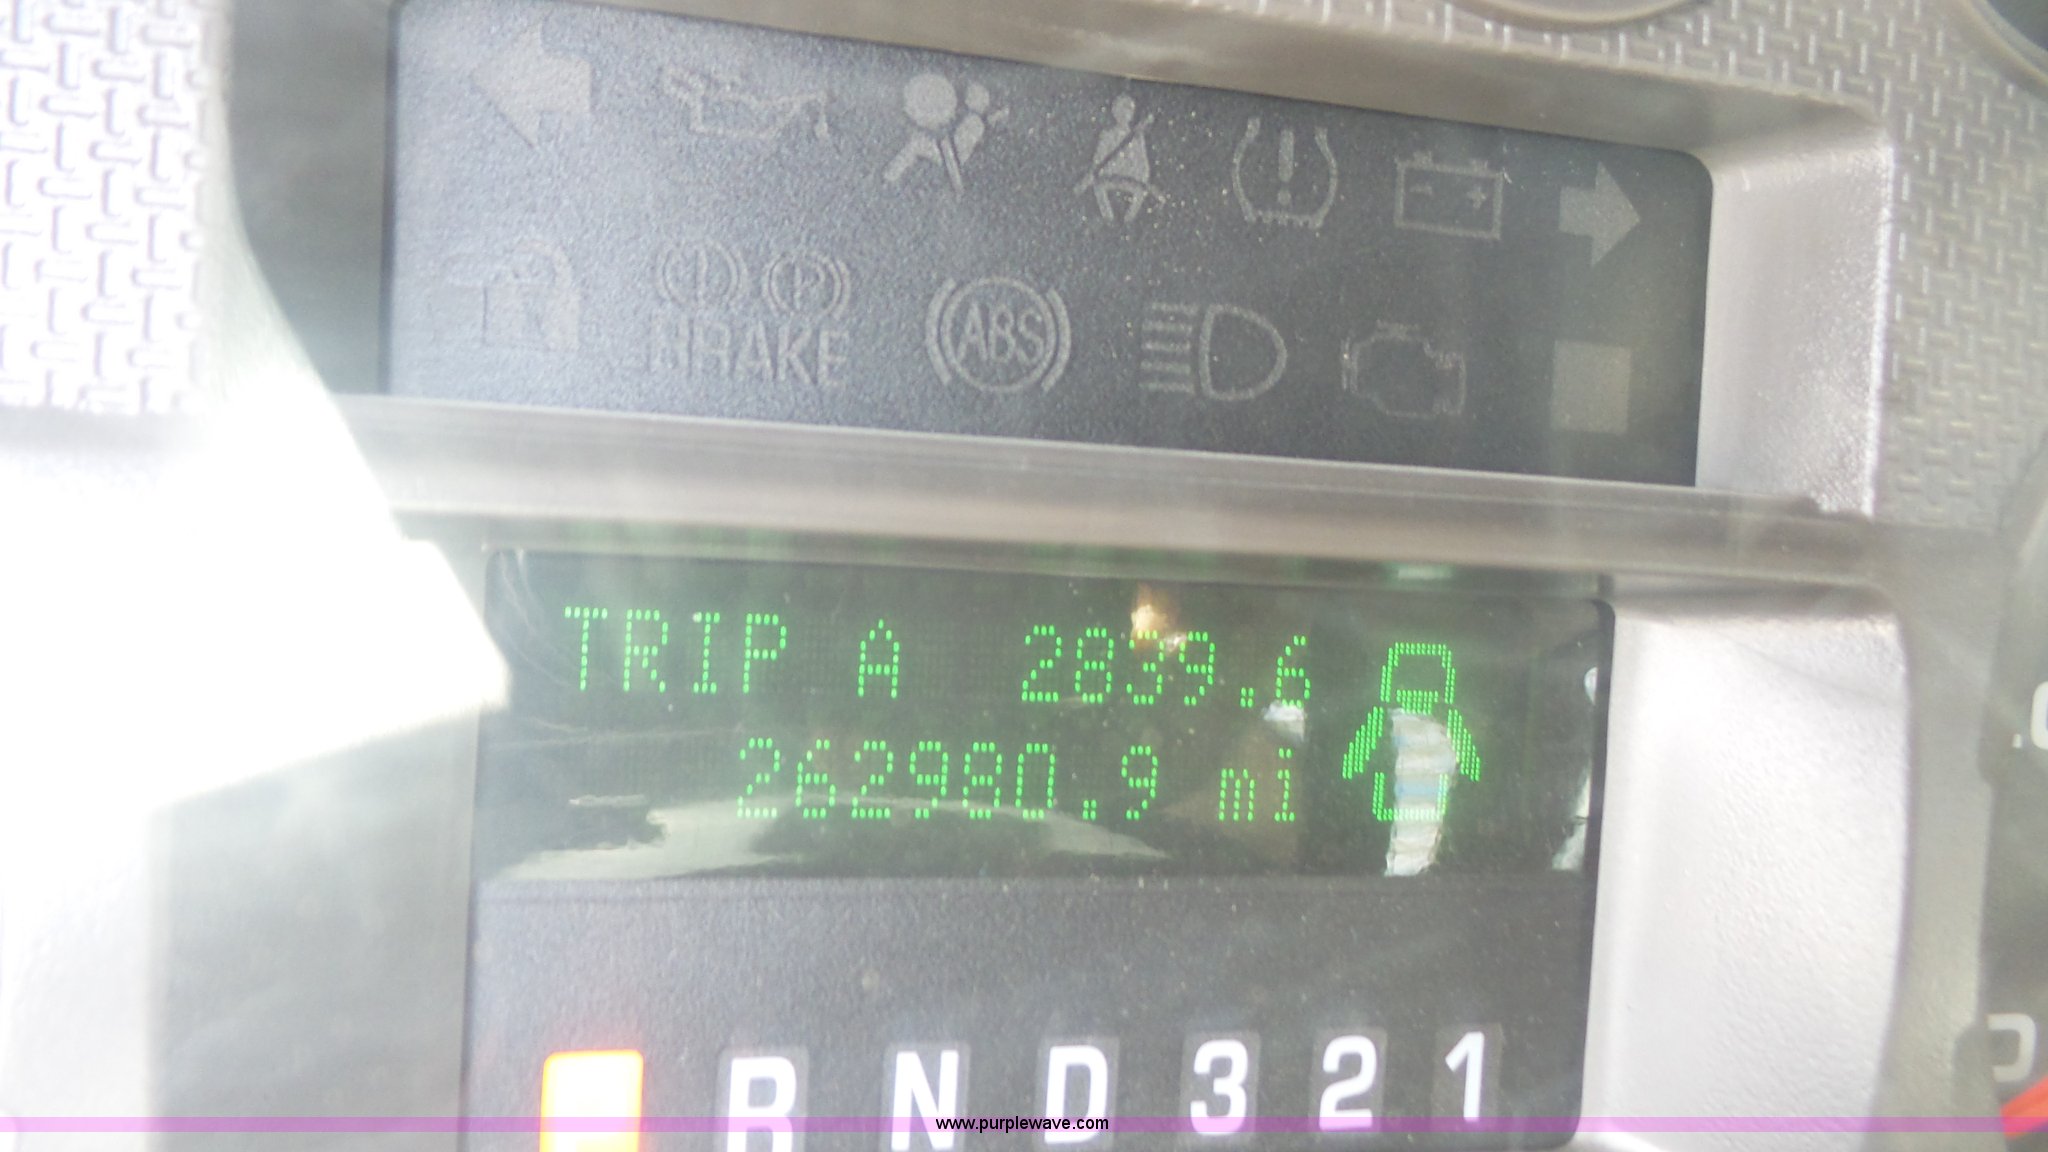 BRAKE
ABS
TRIP A 2839.6
262980.9 mi
P R N D 3 2 1
www.purplewave.com